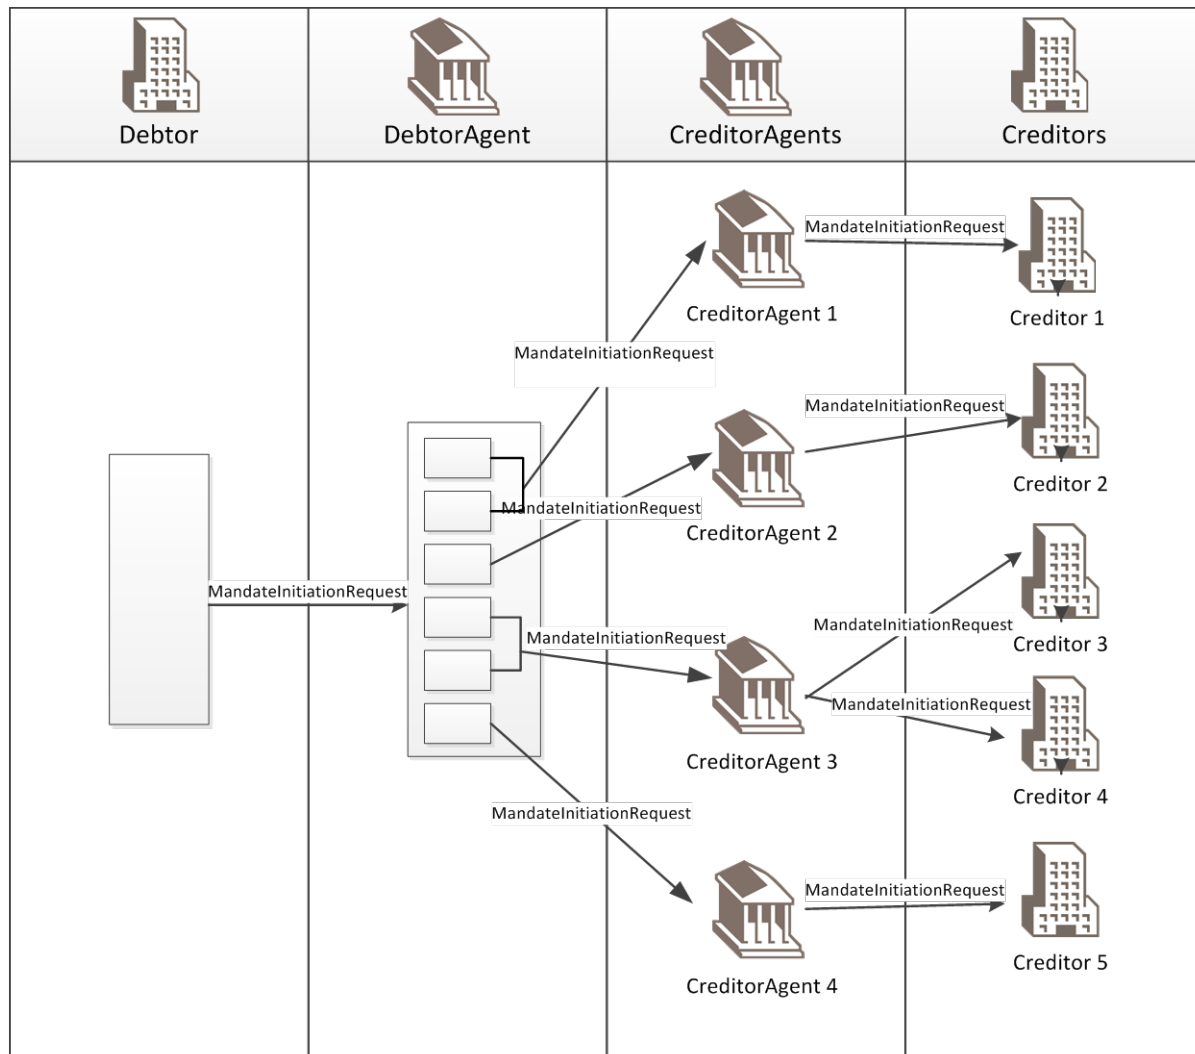 Debtor
DebtorAgent
CreditorAgents
Creditors
MandateInitiationRequest
CreditorAgent 1
Creditor 1
MandateInitiationRequest
MandateInitiationRequest
Creditor 2
MandateInitiationRequest
CreditorAgent 2
MandateInitiationRequest
MandateInitiationRequest
MandateInitiationRequest
Creditor 3
MandateInitiationRequest
CreditorAgent 3
Creditor 4
MandateInitiationRequest
MandateInitiationRequest
Creditor 5
CreditorAgent 4